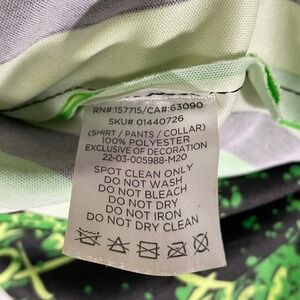 RN#:157715/CA#:63090
SKU# 01440726
(SHIRT / PANTS / COLLAR)
100% POLYESTER
EXCLUSIVE OF DECORATION
22-03-005988-M20
SPOT CLEAN ONLY
DO NOT WASH
DO NOT BLEACH
DO NOT DRY
DO NOT IRON
DO NOT DRY CLEAN